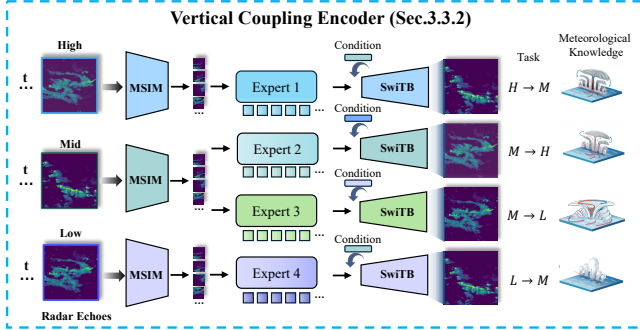 Vertical Coupling Encoder (Sec.3.3.2)
High
Condition
Task
Meteorological
Knowledge
t
...
MSIM
...
Expert 1
...
SwiTB
H → M
Condition
Mid
t
...
MSIM
...
Expert 2
...
SwiTB
M → H
Condition
Expert 3
...
SwiTB
M → L
Low
Condition
t
...
MSIM
...
Expert 4
...
SwiTB
L → M
Radar Echoes